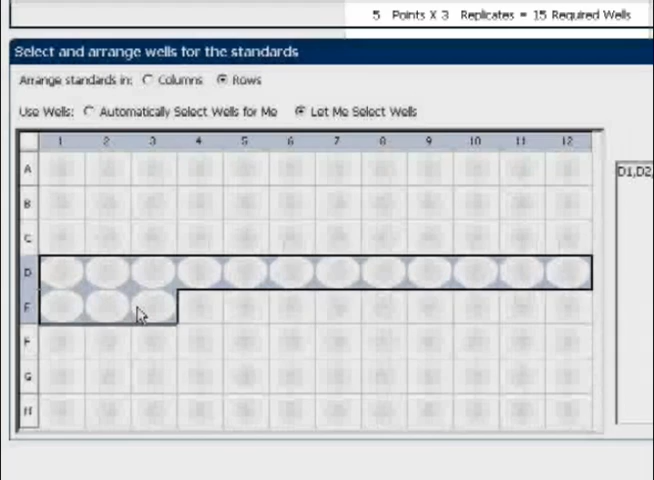 5 Points X 3 Replicates = 15 Required Wells
Select and arrange wells for the standards
Arrange standards in: Columns Rows
Use Wells: Automatically Select Wells for Me Let Me Select Wells
1 2 3 4 5 6 7 8 9 10 11 12
A
D1,D2,
B
C
D
E
F
G
H